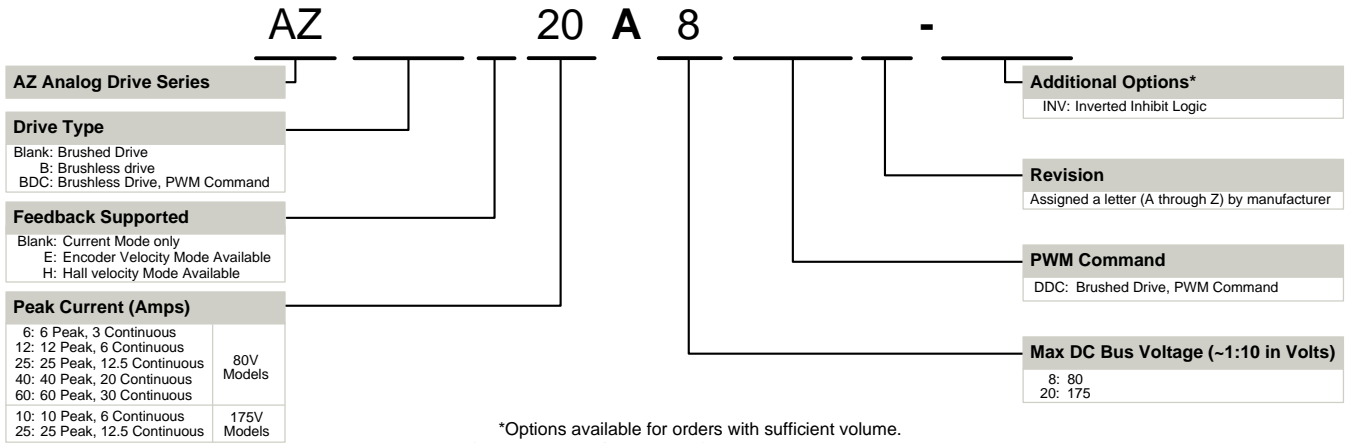 AZ 20 A 8 -
AZ Analog Drive Series
Drive Type
Blank: Brushed Drive
B: Brushless drive
BDC: Brushless Drive, PWM Command
Feedback Supported
Blank: Current Mode only
E: Encoder Velocity Mode Available
H: Hall velocity Mode Available
Peak Current (Amps)
6: 6 Peak, 3 Continuous
12: 12 Peak, 6 Continuous
25: 25 Peak, 12.5 Continuous
40: 40 Peak, 20 Continuous
60: 60 Peak, 30 Continuous
80V
Models
10: 10 Peak, 6 Continuous
25: 25 Peak, 12.5 Continuous
175V
Models
Additional Options*
INV: Inverted Inhibit Logic
Revision
Assigned a letter (A through Z) by manufacturer
PWM Command
DDC: Brushed Drive, PWM Command
Max DC Bus Voltage (~1:10 in Volts)
8: 80
20: 175
*Options available for orders with sufficient volume.